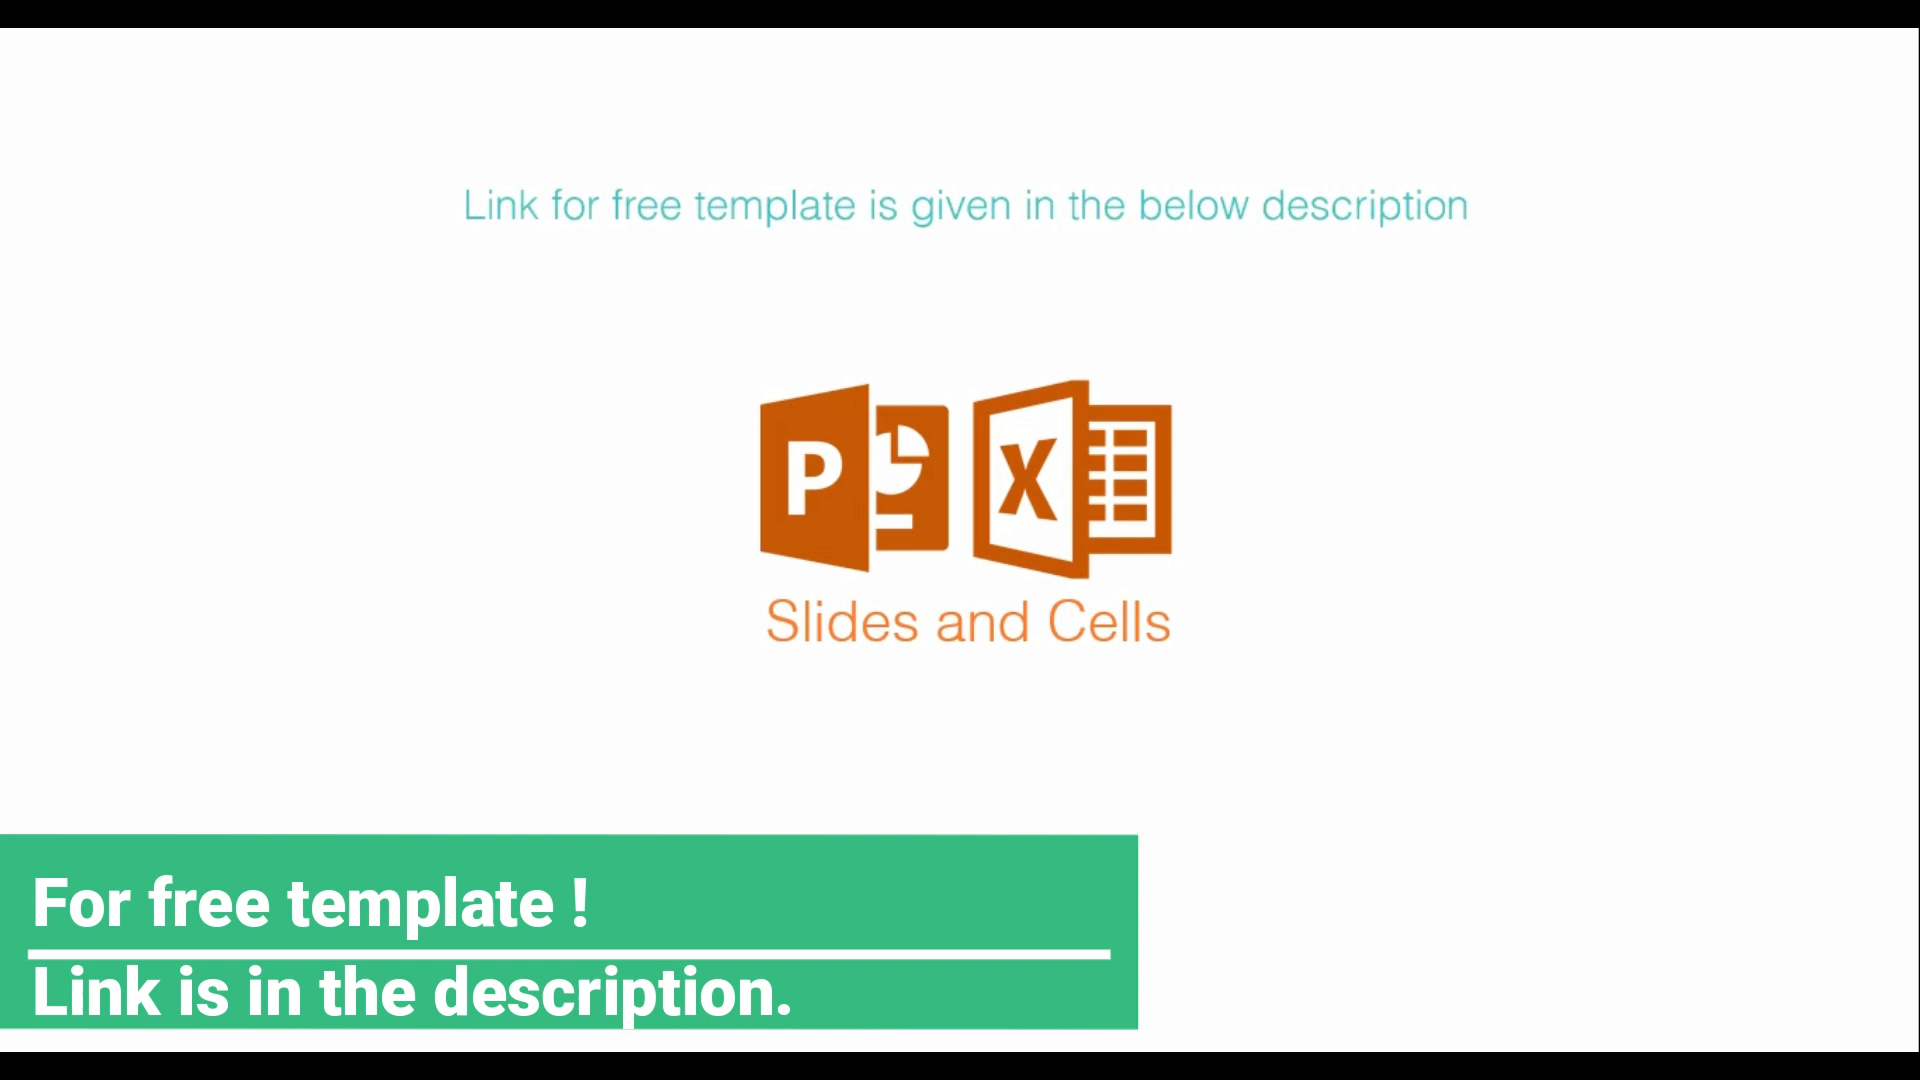 Link for free template is given in the below description
P X
Slides and Cells
For free template !
Link is in the description.